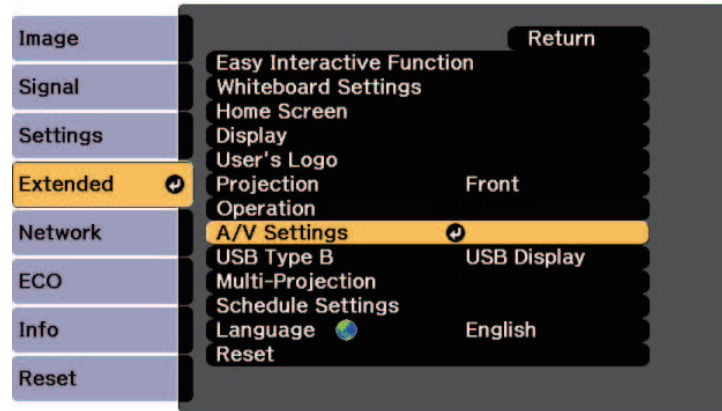 Image
Signal
Settings
Extended
Network
ECO
Info
Reset
Return
Easy Interactive Function
Whiteboard Settings
Home Screen
Display
User's Logo
Projection Front
Operation
A/V Settings
USB Type B USB Display
Multi-Projection
Schedule Settings
Language English
Reset